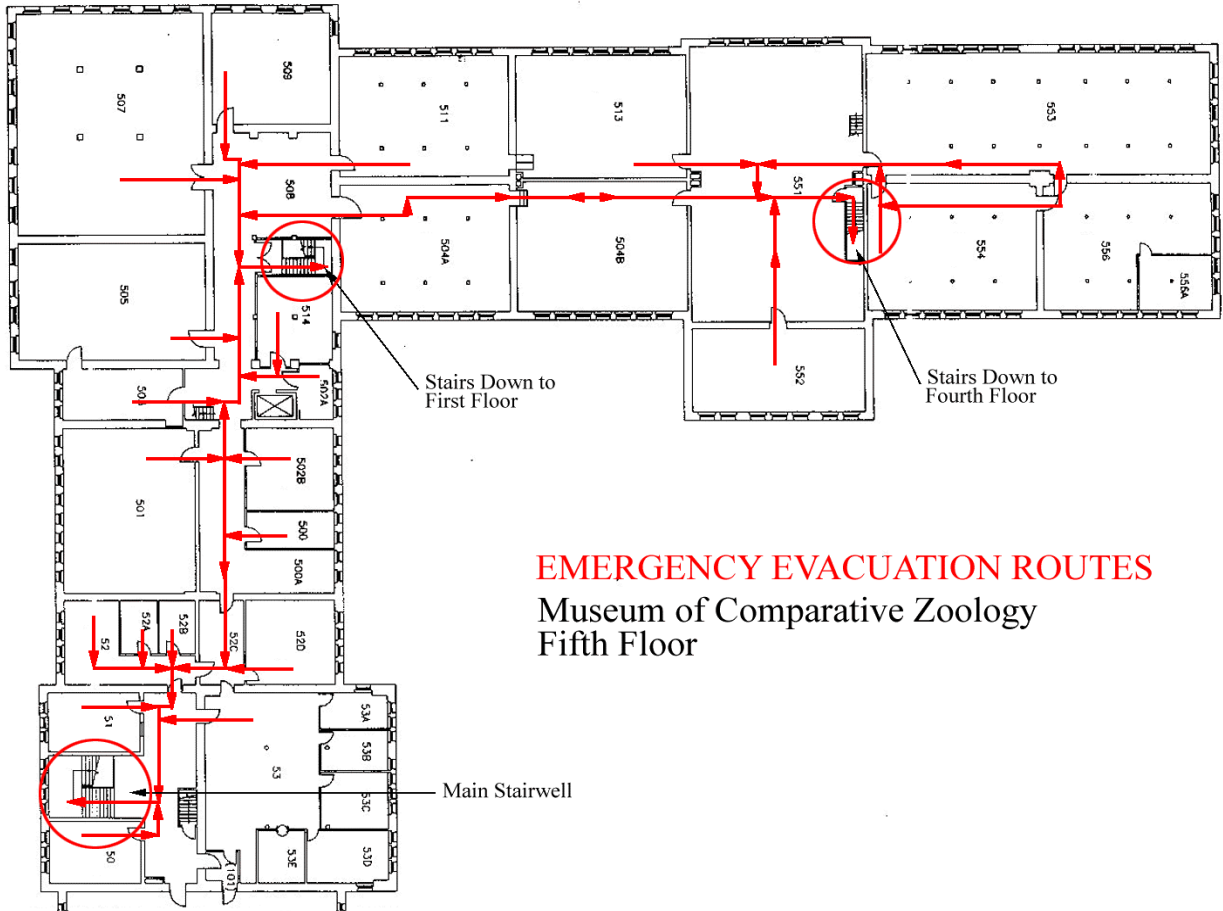 509
507
511
513
553
508
551
504A
504B
554
556
556A
505
514
552
502A
Stairs Down to
First Floor
Stairs Down to
Fourth Floor
502B
501
500
500A
EMERGENCY EVACUATION ROUTES
Museum of Comparative Zoology
Fifth Floor
52
52A
52B
52C
52D
51
53A
53B
53
53C
Main Stairwell
50
53E
53D
(101)